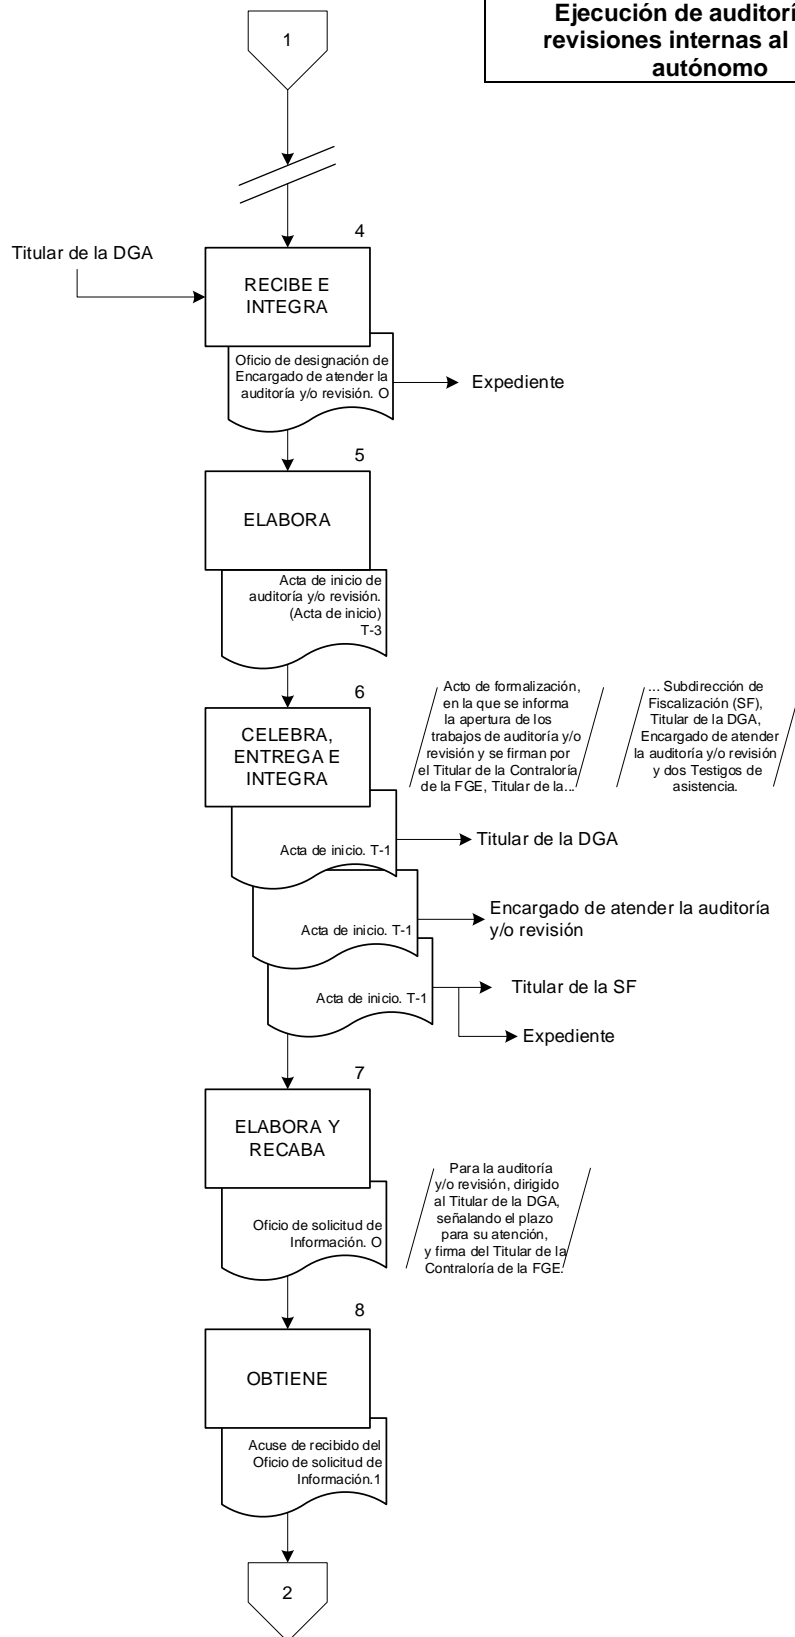 Ejecución de auditorí
revisiones internas al
autónomo
1
4
Titular de la DGA
RECIBE E
INTEGRA
Oficio de designación de
Encargado de atender la
auditoría y/o revisión. O
Expediente
5
ELABORA
Acta de inicio de
auditoría y/o revisión.
(Acta de inicio)
T-3
6
CELEBRA,
ENTREGA E
INTEGRA
Acto de formalización,
en la que se informa
la apertura de los
trabajos de auditoría y/o
revisión y se firman por
el Titular de la Contraloría
de la FGE, Titular de la...
... Subdirección de
Fiscalización (SF),
Titular de la DGA,
Encargado de atender
la auditoría y/o revisión
y dos Testigos de
asistencia.
Acta de inicio. T-1
Titular de la DGA
Acta de inicio. T-1
Encargado de atender la auditoría
y/o revisión
Acta de inicio. T-1
Titular de la SF
Expediente
7
ELABORA Y
RECABA
Oficio de solicitud de
Información. O
Para la auditoría
y/o revisión, dirigido
al Titular de la DGA,
señalando el plazo
para su atención,
y firma del Titular de la
Contraloría de la FGE.
8
OBTIENE
Acuse de recibido del
Oficio de solicitud de
Información.1
2